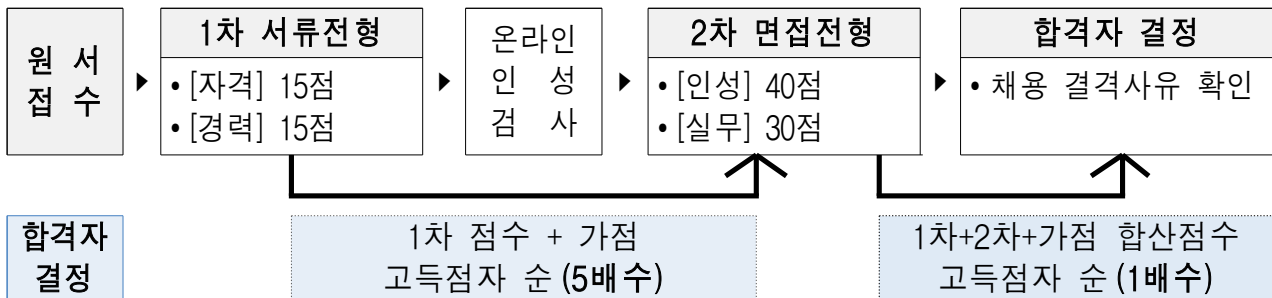 원 서
접 수
▶
1차 서류전형
• [자격] 15점
• [경력] 15점
▶
온라인
인 성
검 사
▶
2차 면접전형
• [인성] 40점
• [실무] 30점
▶
합격자 결정
• 채용 결격사유 확인
합격자
결정
1차 점수 + 가점
고득점자 순 (5배수)
1차+2차+가점 합산점수
고득점자 순 (1배수)